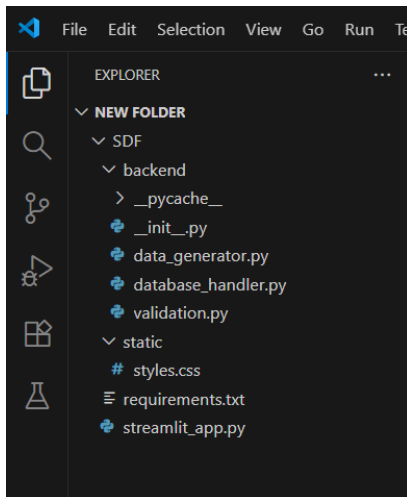 File Edit Selection View Go Run
EXPLORER ...
NEW FOLDER
SDF
backend
__pycache__
__init__.py
data_generator.py
database_handler.py
validation.py
static
# styles.css
requirements.txt
streamlit_app.py